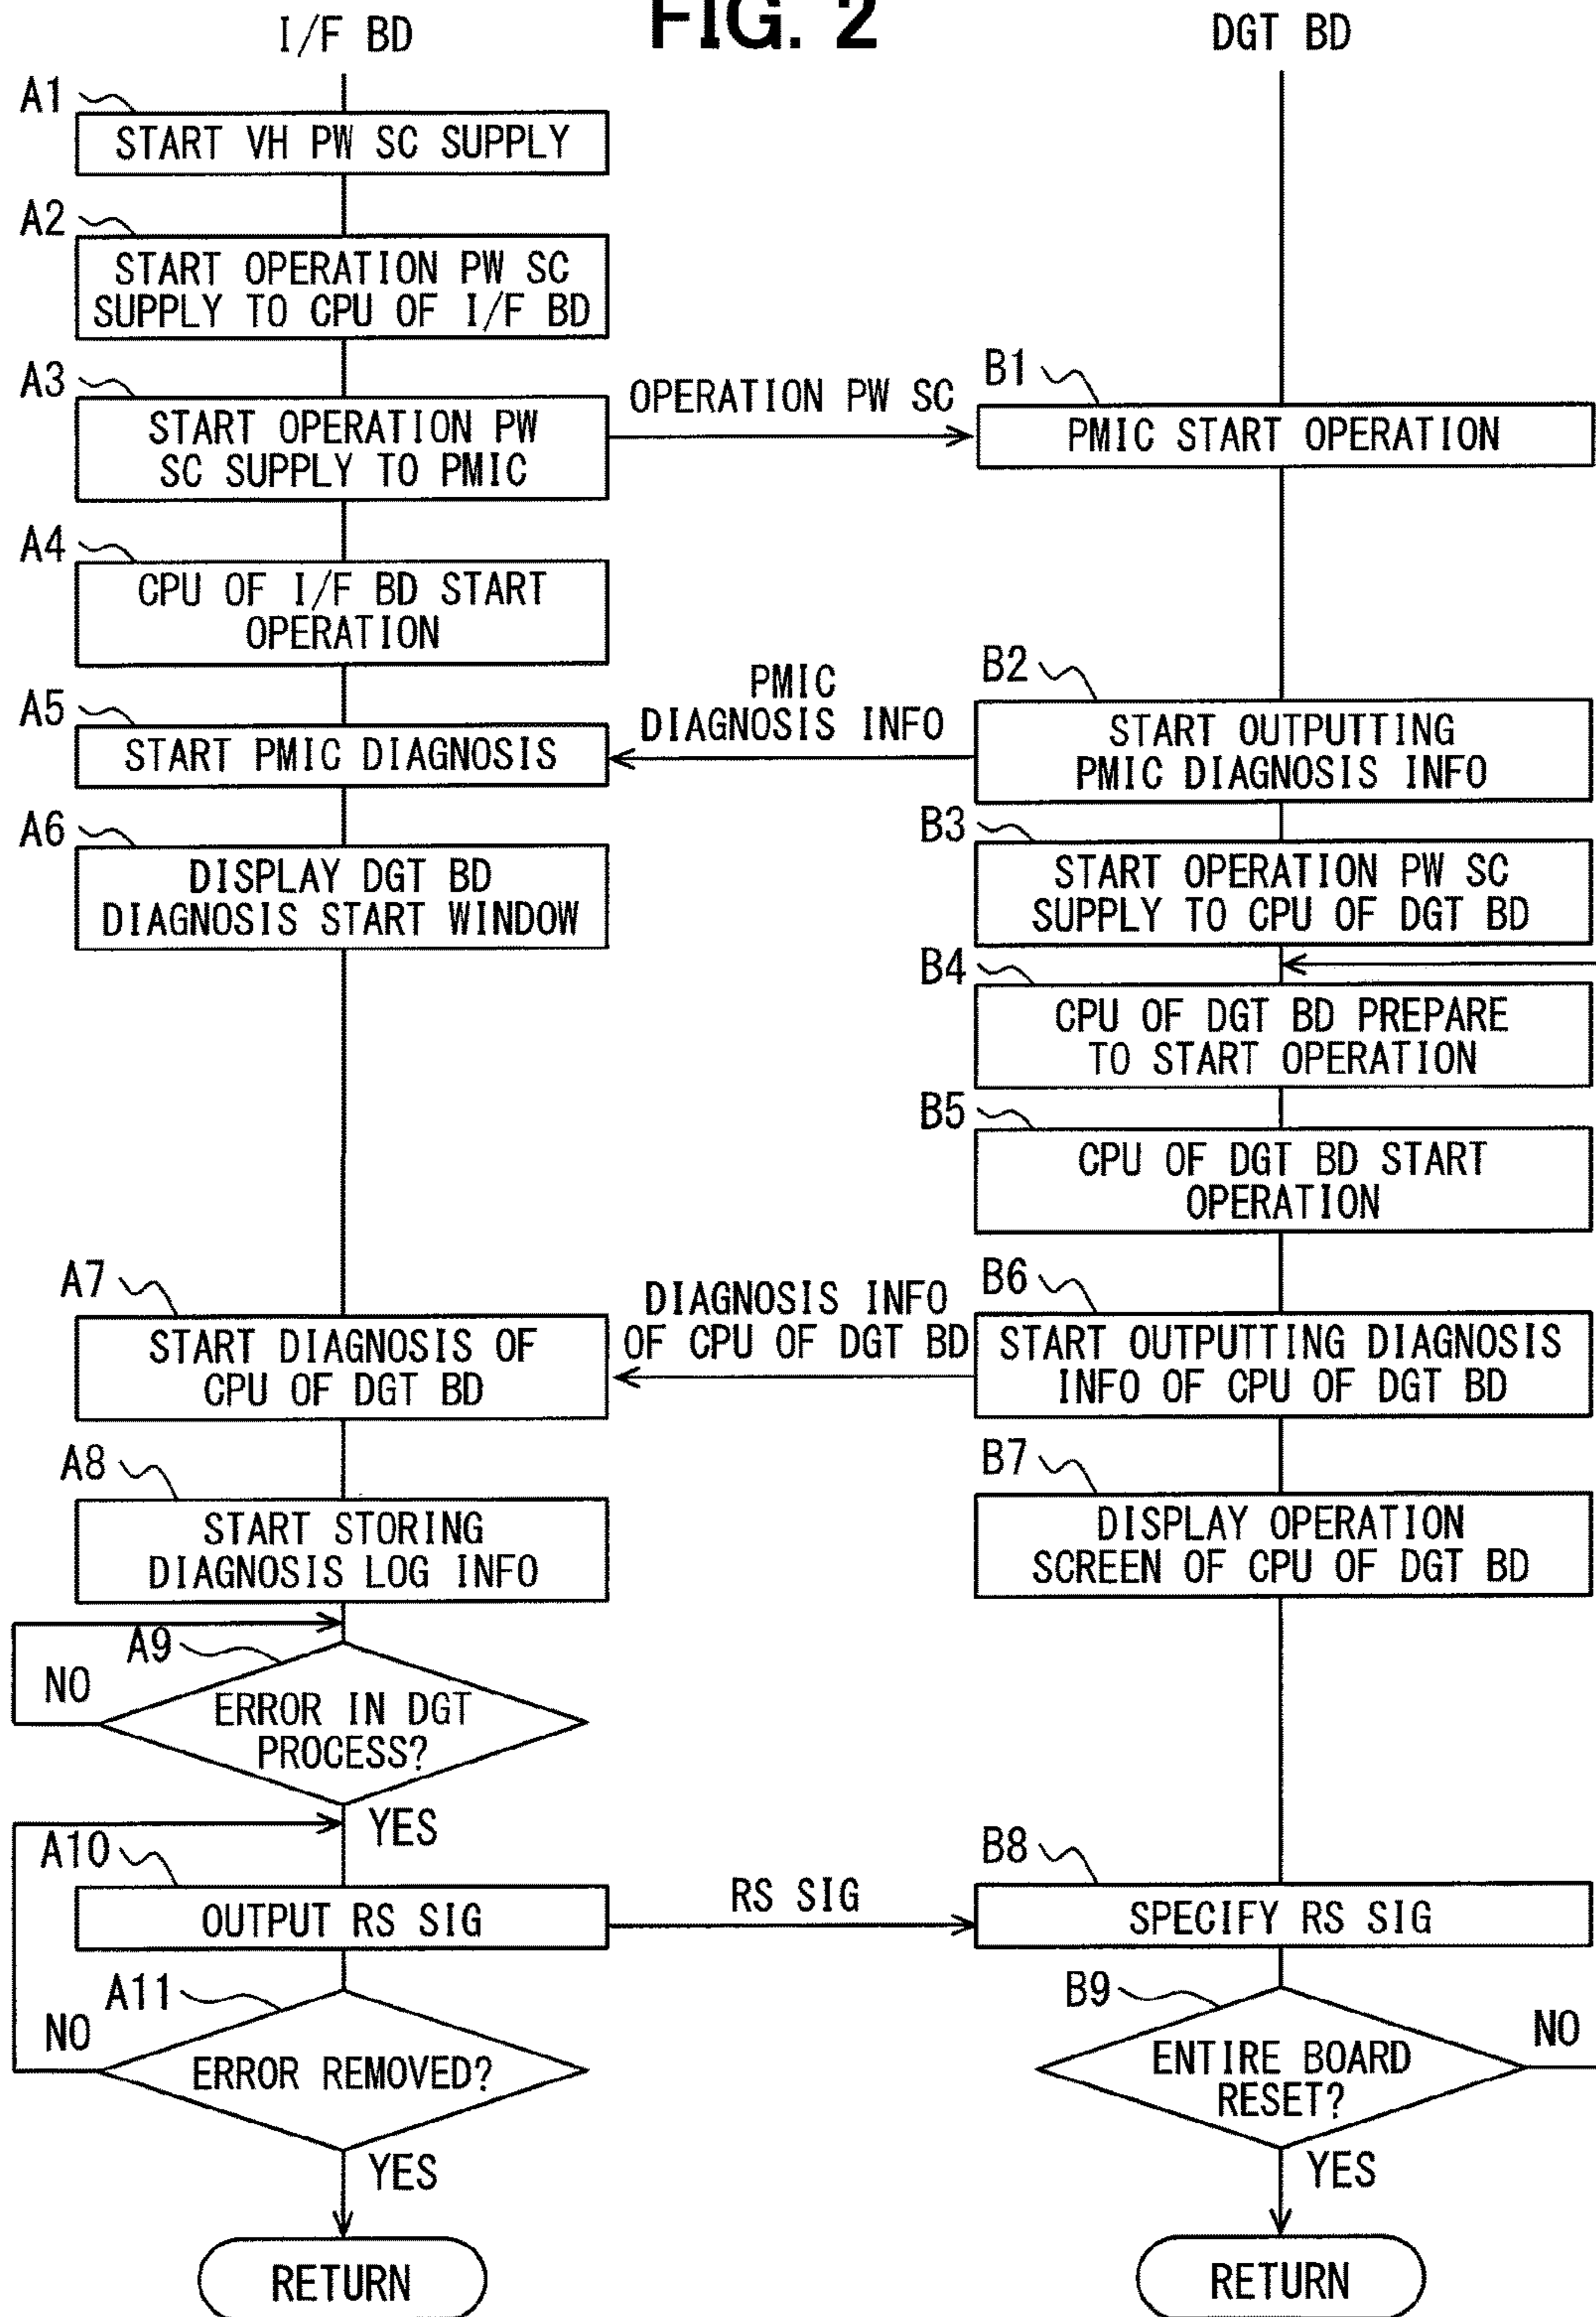 FIG. 2
I/F BD
DGT BD
A1
START VH PW SC SUPPLY
A2
START OPERATION PW SC
SUPPLY TO CPU OF I/F BD
A3
START OPERATION PW
SC SUPPLY TO PMIC
OPERATION PW SC
B1
PMIC START OPERATION
A4
CPU OF I/F BD START
OPERATION
B2
START OUTPUTTING
PMIC DIAGNOSIS INFO
PMIC
DIAGNOSIS INFO
A5
START PMIC DIAGNOSIS
A6
DISPLAY DGT BD
DIAGNOSIS START WINDOW
B3
START OPERATION PW SC
SUPPLY TO CPU OF DGT BD
B4
CPU OF DGT BD PREPARE
TO START OPERATION
B5
CPU OF DGT BD START
OPERATION
B6
START OUTPUTTING DIAGNOSIS
INFO OF CPU OF DGT BD
DIAGNOSIS INFO
OF CPU OF DGT BD
A7
START DIAGNOSIS OF
CPU OF DGT BD
A8
START STORING
DIAGNOSIS LOG INFO
B7
DISPLAY OPERATION
SCREEN OF CPU OF DGT BD
A9
NO
ERROR IN DGT
PROCESS?
YES
A10
OUTPUT RS SIG
RS SIG
B8
SPECIFY RS SIG
A11
NO
ERROR REMOVED?
YES
B9
NO
ENTIRE BOARD
RESET?
YES
RETURN
RETURN